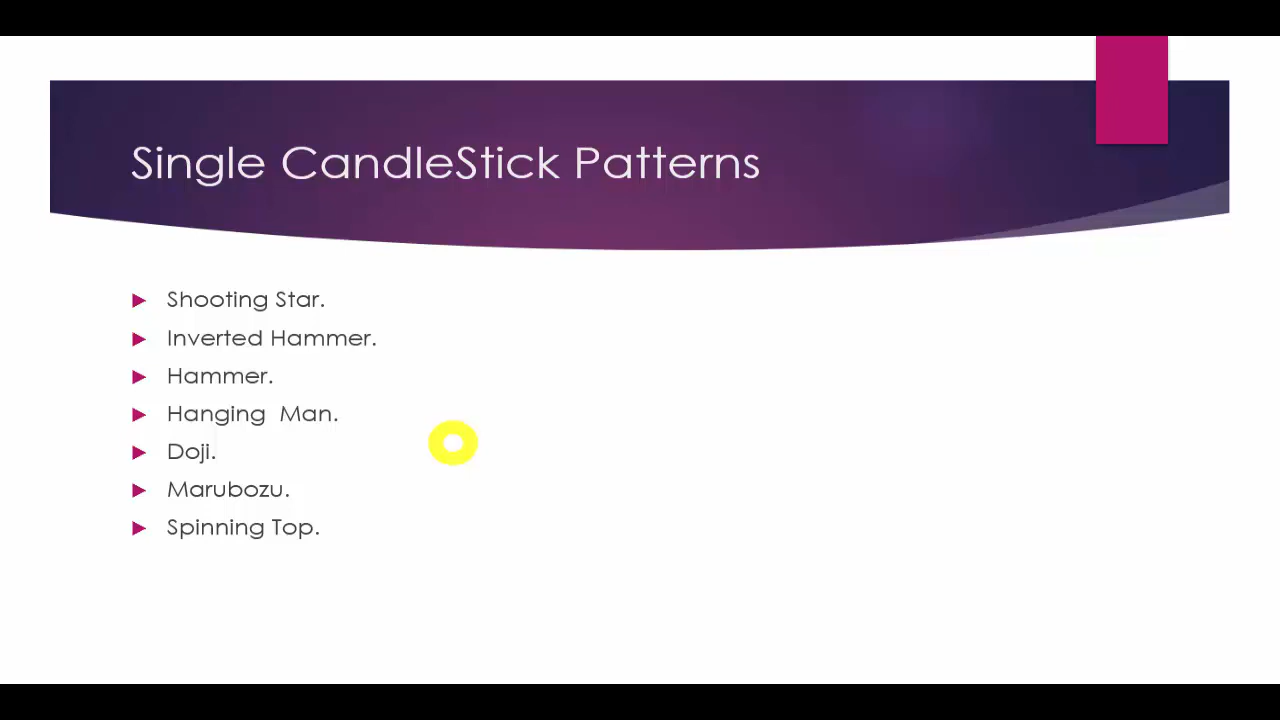 Single CandleStick Patterns
Shooting Star.
Inverted Hammer.
Hammer.
Hanging  Man.
Doji.
Marubozu.
Spinning Top.